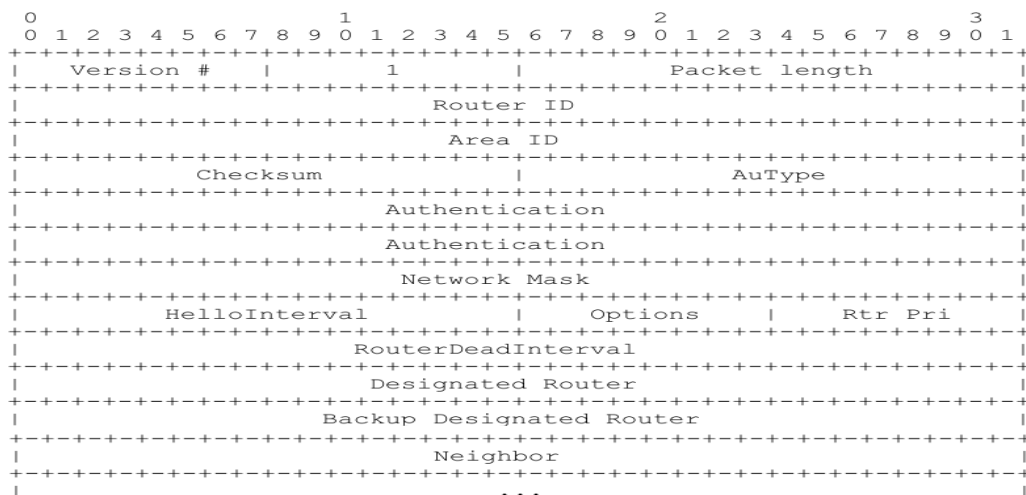 0                   1                   2                   3
0 1 2 3 4 5 6 7 8 9 0 1 2 3 4 5 6 7 8 9 0 1 2 3 4 5 6 7 8 9 0 1
+-+-+-+-+-+-+-+-+-+-+-+-+-+-+-+-+-+-+-+-+-+-+-+-+-+-+-+-+-+-+-+-+
|   Version #   |       1       |         Packet length         |
+-+-+-+-+-+-+-+-+-+-+-+-+-+-+-+-+-+-+-+-+-+-+-+-+-+-+-+-+-+-+-+-+
|                          Router ID                            |
+-+-+-+-+-+-+-+-+-+-+-+-+-+-+-+-+-+-+-+-+-+-+-+-+-+-+-+-+-+-+-+-+
|                           Area ID                             |
+-+-+-+-+-+-+-+-+-+-+-+-+-+-+-+-+-+-+-+-+-+-+-+-+-+-+-+-+-+-+-+-+
|           Checksum            |             AuType            |
+-+-+-+-+-+-+-+-+-+-+-+-+-+-+-+-+-+-+-+-+-+-+-+-+-+-+-+-+-+-+-+-+
|                       Authentication                          |
+-+-+-+-+-+-+-+-+-+-+-+-+-+-+-+-+-+-+-+-+-+-+-+-+-+-+-+-+-+-+-+-+
|                       Authentication                          |
+-+-+-+-+-+-+-+-+-+-+-+-+-+-+-+-+-+-+-+-+-+-+-+-+-+-+-+-+-+-+-+-+
|                        Network Mask                           |
+-+-+-+-+-+-+-+-+-+-+-+-+-+-+-+-+-+-+-+-+-+-+-+-+-+-+-+-+-+-+-+-+
|         HelloInterval         |    Options    |    Rtr Pri    |
+-+-+-+-+-+-+-+-+-+-+-+-+-+-+-+-+-+-+-+-+-+-+-+-+-+-+-+-+-+-+-+-+
|                     RouterDeadInterval                        |
+-+-+-+-+-+-+-+-+-+-+-+-+-+-+-+-+-+-+-+-+-+-+-+-+-+-+-+-+-+-+-+-+
|                      Designated Router                        |
+-+-+-+-+-+-+-+-+-+-+-+-+-+-+-+-+-+-+-+-+-+-+-+-+-+-+-+-+-+-+-+-+
|                   Backup Designated Router                    |
+-+-+-+-+-+-+-+-+-+-+-+-+-+-+-+-+-+-+-+-+-+-+-+-+-+-+-+-+-+-+-+-+
|                          Neighbor                             |
+-+-+-+-+-+-+-+-+-+-+-+-+-+-+-+-+-+-+-+-+-+-+-+-+-+-+-+-+-+-+-+-+
|                              ...                              |